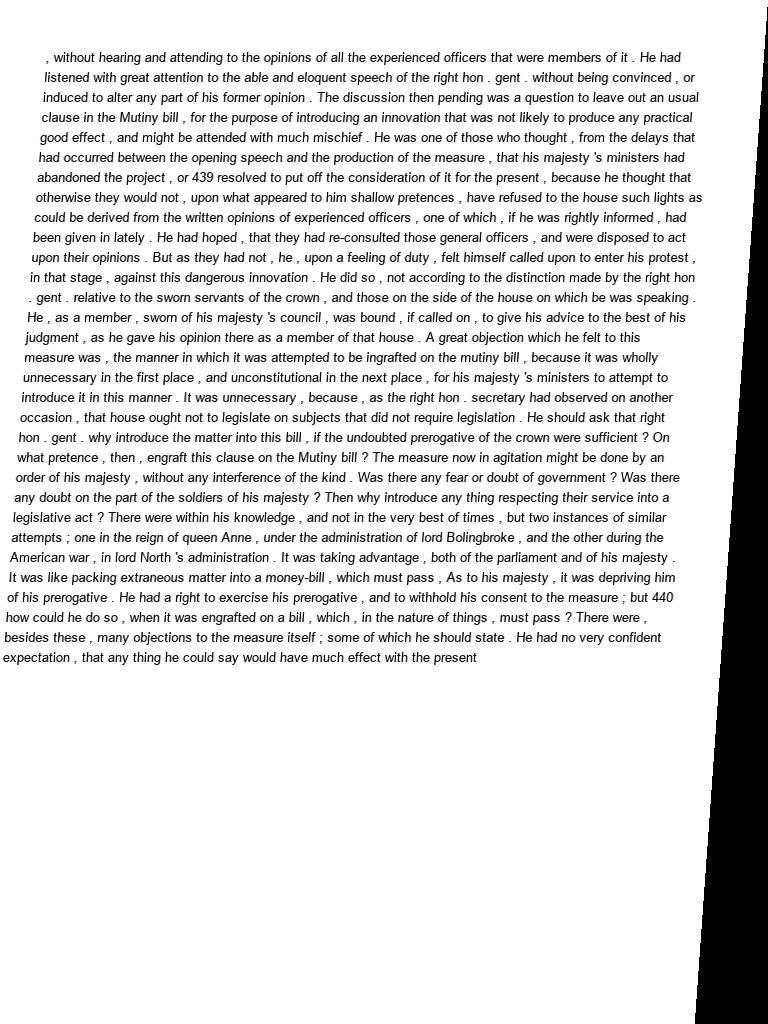 , without hearing and attending to the opinions of all the experienced officers that were members of it . He had
listened with great attention to the able and eloquent speech of the right hon . gent . without being convinced , or
induced to alter any part of his former opinion . The discussion then pending was a question to leave out an usual
clause in the Mutiny bill , for the purpose of introducing an innovation that was not likely to produce any practical
good effect , and might be attended with much mischief . He was one of those who thought , from the delays that
had occurred between the opening speech and the production of the measure , that his majesty 's ministers had
abandoned the project , or 439 resolved to put off the consideration of it for the present , because he thought that
otherwise they would not , upon what appeared to him shallow pretences , have refused to the house such lights as
could be derived from the written opinions of experienced officers , one of which , if he was rightly informed , had
been given in lately . He had hoped , that they had re-consulted those general officers , and were disposed to act
upon their opinions . But as they had not , he , upon a feeling of duty , felt himself called upon to enter his protest ,
in that stage , against this dangerous innovation . He did so , not according to the distinction made by the right hon
. gent . relative to the sworn servants of the crown , and those on the side of the house on which be was speaking .
He , as a member , sworn of his majesty 's council , was bound , if called on , to give his advice to the best of his
judgment , as he gave his opinion there as a member of that house . A great objection which he felt to this
measure was , the manner in which it was attempted to be ingrafted on the mutiny bill , because it was wholly
unnecessary in the first place , and unconstitutional in the next place , for his majesty 's ministers to attempt to
introduce it in this manner . It was unnecessary , because , as the right hon . secretary had observed on another
occasion , that house ought not to legislate on subjects that did not require legislation . He should ask that right
hon . gent . why introduce the matter into this bill , if the undoubted prerogative of the crown were sufficient ? On
what pretence , then , engraft this clause on the Mutiny bill ? The measure now in agitation might be done by an
order of his majesty , without any interference of the kind . Was there any fear or doubt of government ? Was there
any doubt on the part of the soldiers of his majesty ? Then why introduce any thing respecting their service into a
legislative act ? There were within his knowledge , and not in the very best of times , but two instances of similar
attempts ; one in the reign of queen Anne , under the administration of lord Bolingbroke , and the other during the
American war , in lord North 's administration . It was taking advantage , both of the parliament and of his majesty .
It was like packing extraneous matter into a money-bill , which must pass , As to his majesty , it was depriving him
of his prerogative . He had a right to exercise his prerogative , and to withhold his consent to the measure ; but 440
how could he do so , when it was engrafted on a bill , which , in the nature of things , must pass ? There were ,
besides these , many objections to the measure itself ; some of which he should state . He had no very confident
expectation , that any thing he could say would have much effect with the present